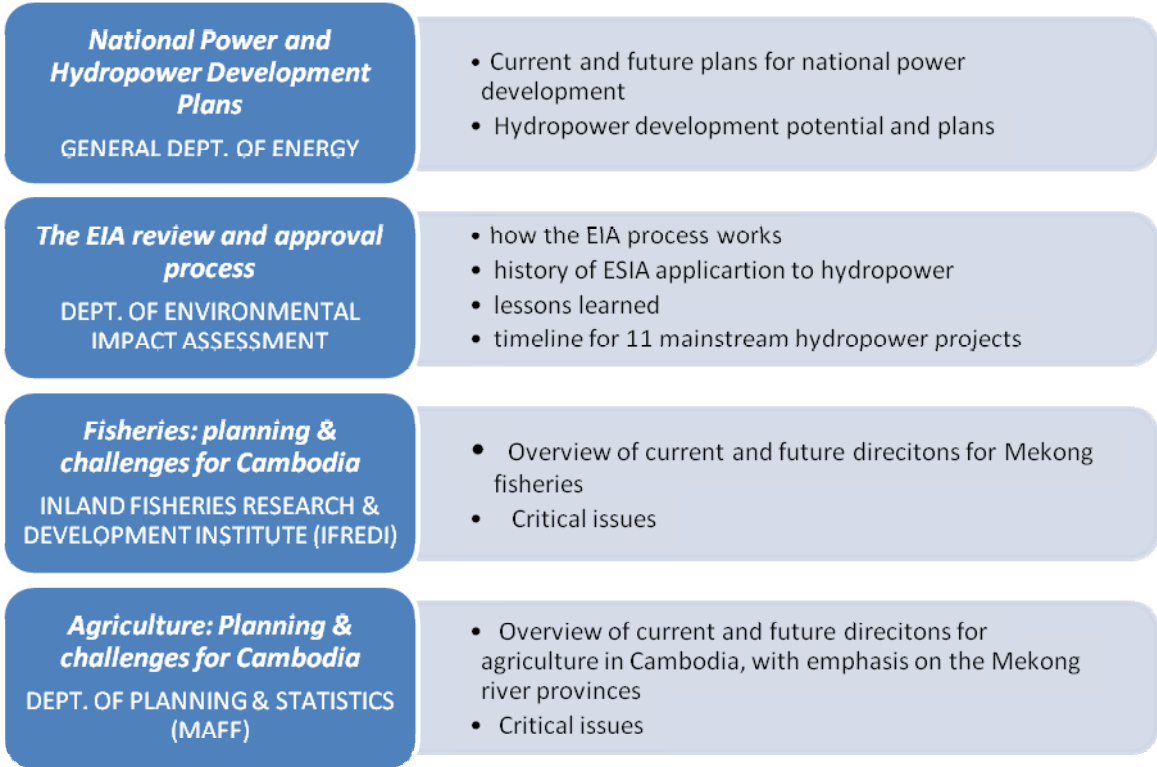 National Power and
Hydropower Development
Plans
GENERAL DEPT. OF ENERGY
• Current and future plans for national power
development
• Hydropower development potential and plans
The EIA review and approval
process
DEPT. OF ENVIRONMENTAL
IMPACT ASSESSMENT
• how the EIA process works
• history of ESIA applicartion to hydropower
• lessons learned
• timeline for 11 mainstream hydropower projects
Fisheries: planning &
challenges for Cambodia
INLAND FISHERIES RESEARCH &
DEVELOPMENT INSTITUTE (IFREDI)
• Overview of current and future direcitons for Mekong
fisheries
• Critical issues
Agriculture: Planning &
challenges for Cambodia
DEPT. OF PLANNING & STATISTICS
(MAFF)
• Overview of current and future direcitons for
agriculture in Cambodia, with emphasis on the Mekong
river provinces
• Critical issues